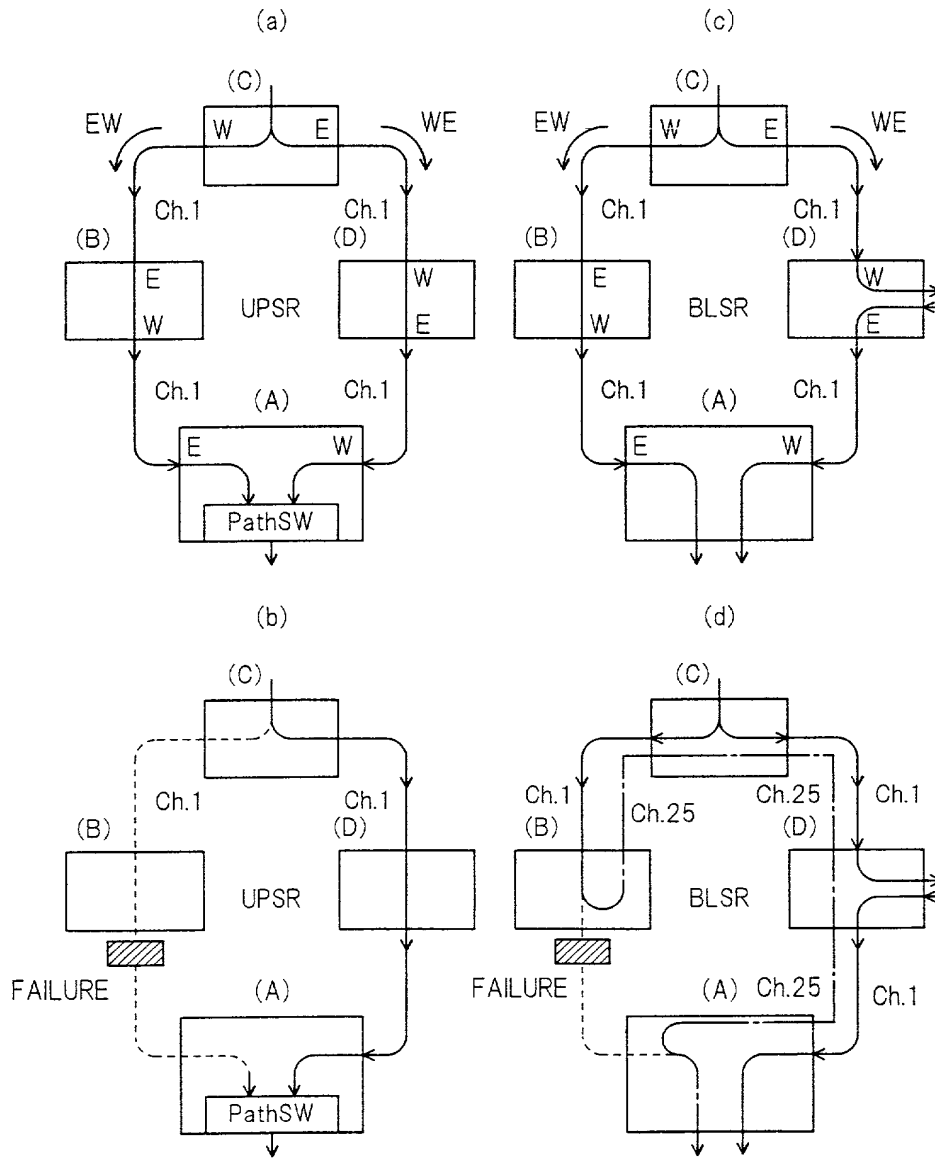 (a)
(C)
EW
W
E
WE
Ch.1
Ch.1
(B)
(D)
E
W
UPSR
W
E
Ch.1
Ch.1
(A)
E
W
PathSW
(c)
(C)
EW
W
E
WE
Ch.1
Ch.1
(B)
(D)
E
W
BLSR
W
E
Ch.1
Ch.1
(A)
E
W
(b)
(C)
Ch.1
Ch.1
(B)
(D)
UPSR
FAILURE
(A)
PathSW
(d)
(C)
Ch.1
Ch.25
Ch.25
Ch.1
(B)
(D)
BLSR
FAILURE
(A)
Ch.25
Ch.1